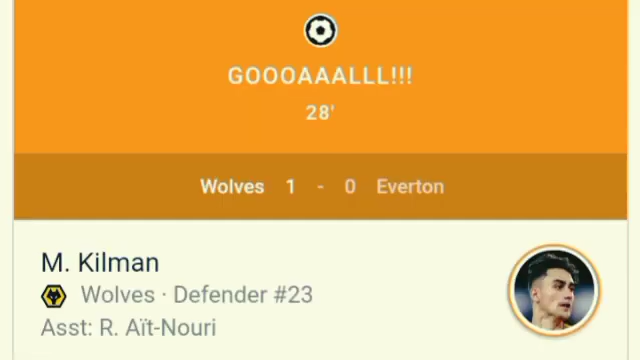 GOOOAAALLL!!!
28'
Wolves 1 - 0 Everton
M. Kilman
Wolves · Defender #23
Asst: R. Aït-Nouri